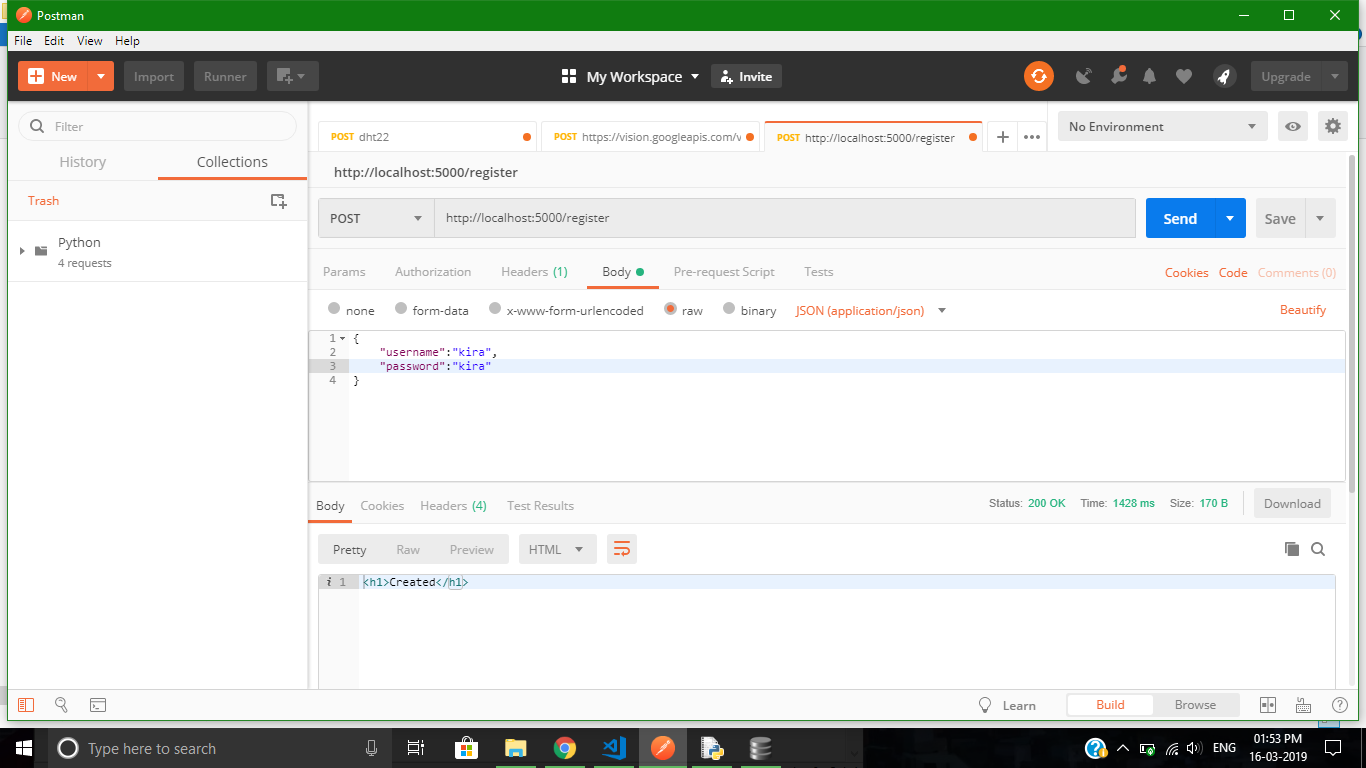 Postman
File Edit View Help
New Import Runner My Workspace Invite Upgrade
Filter
History Collections
Trash
Python
4 requests
POST dht22 POST https://vision.googleapis.com/v POST http://localhost:5000/register No Environment
http://localhost:5000/register
POST http://localhost:5000/register Send Save
Params Authorization Headers (1) Body Pre-request Script Tests Cookies Code Comments (0)
none form-data x-www-form-urlencoded raw binary JSON (application/json) Beautify
1 {
2 "username":"kira",
3 "password":"kira"
4 }
Body Cookies Headers (4) Test Results Status: 200 OK Time: 1428 ms Size: 170 B Download
Pretty Raw Preview HTML
i 1 <h1>Created</h1>
Learn Build Browse
Type here to search ENG 01:53 PM
16-03-2019